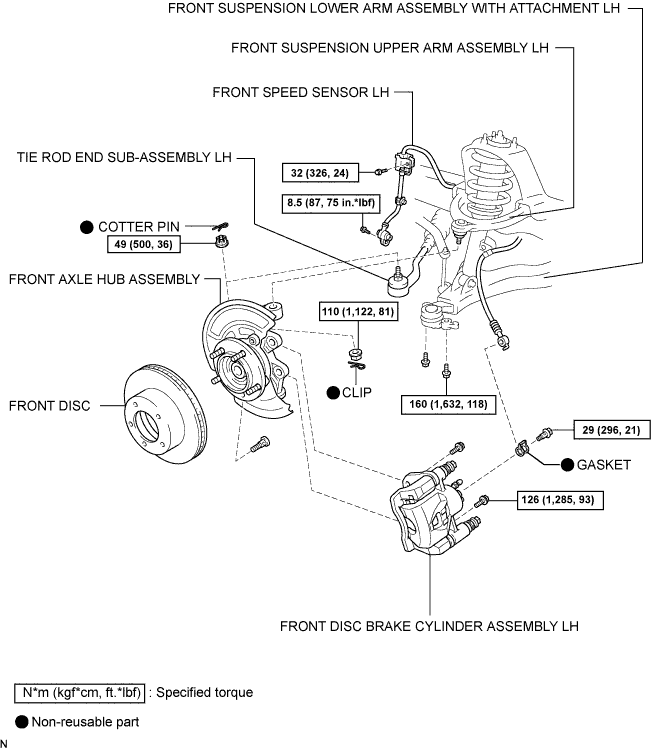 FRONT SUSPENSION LOWER ARM ASSEMBLY WITH ATTACHMENT LH
FRONT SUSPENSION UPPER ARM ASSEMBLY LH
FRONT SPEED SENSOR LH
TIE ROD END SUB-ASSEMBLY LH
32 (326, 24)
8.5 (87, 75 in.*lbf)
COTTER PIN
49 (500, 36)
FRONT AXLE HUB ASSEMBLY
110 (1,122, 81)
CLIP
160 (1,632, 118)
FRONT DISC
29 (296, 21)
GASKET
126 (1,285, 93)
FRONT DISC BRAKE CYLINDER ASSEMBLY LH
N*m (kgf*cm, ft.*lbf) : Specified torque
Non-reusable part
N